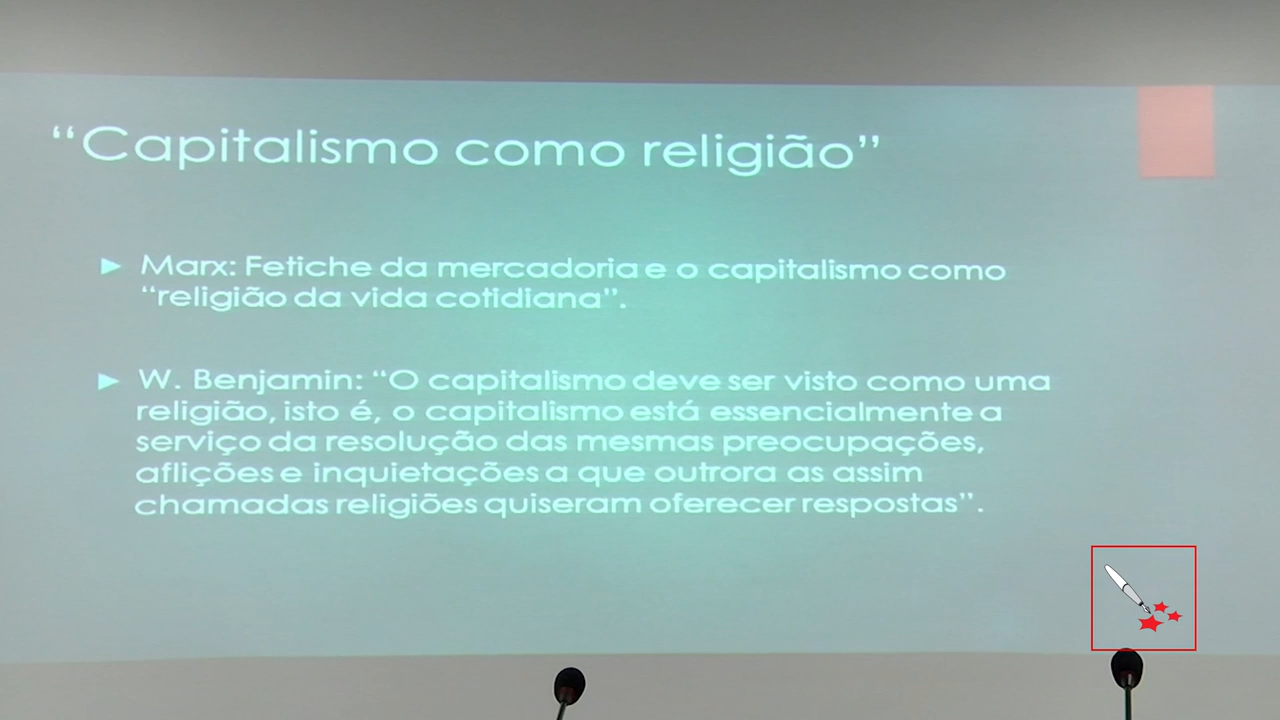 “Capitalismo como religião”
Marx: Fetiche da mercadoria e o capitalismo como
“religião da vida cotidiana”.
W. Benjamin: “O capitalismo deve ser visto como uma
religião, isto é, o capitalismo está essencialmente a
serviço da resolução das mesmas preocupações,
aflições e inquietações a que outrora as assim
chamadas religiões quiseram oferecer respostas”.